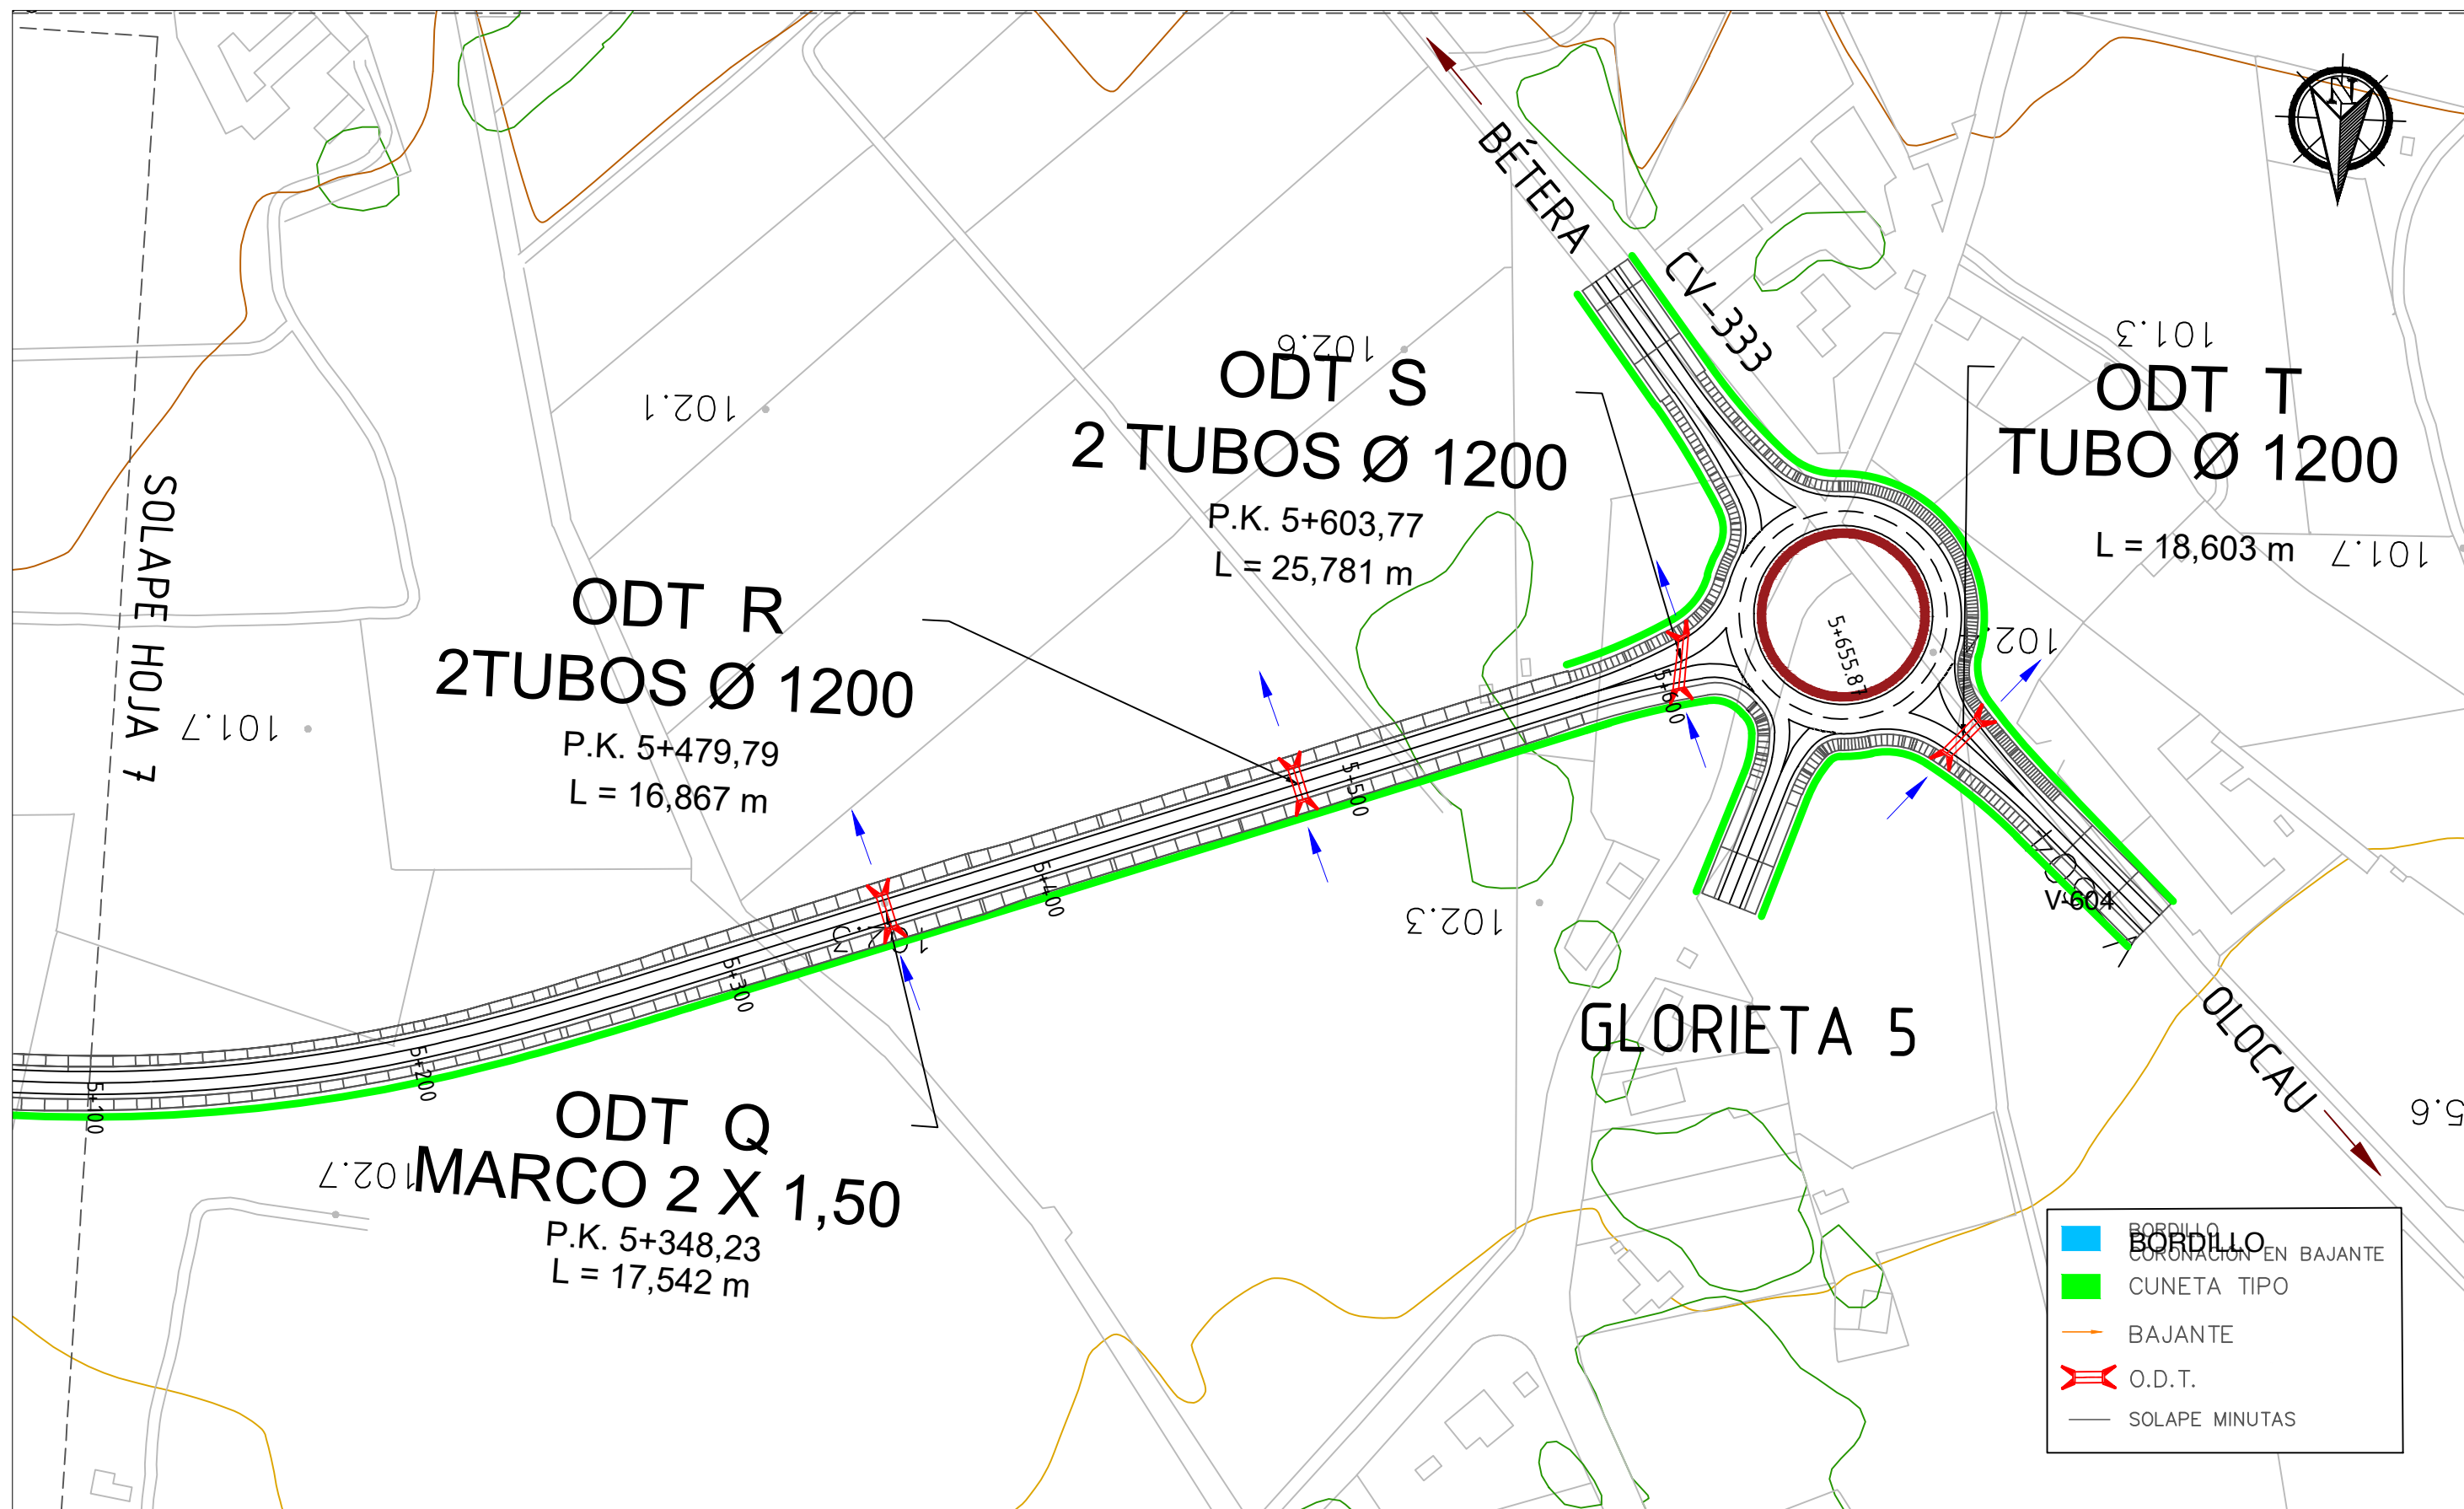 N
BÉTERA
CV-333
101.3
102.6
ODT S
2 TUBOS Ø 1200
P.K. 5+603,77
L = 25,781 m
ODT T
TUBO Ø 1200
L = 18,603 m
101.7
102.1
SOLAPE HOJA 7
101.7
ODT R
2TUBOS Ø 1200
P.K. 5+479,79
L = 16,867 m
5+655.87
5+600
5+500
5+400
5+300
5+200
5+100
102.3
102.3
V-604
GLORIETA 5
OLOCAU
5.6
ODT Q
MARCO 2 X 1,50
P.K. 5+348,23
L = 17,542 m
102.7
BORDILLO
BORDILLO
CORONACIÓN EN BAJANTE
CUNETA TIPO
BAJANTE
O.D.T.
SOLAPE MINUTAS